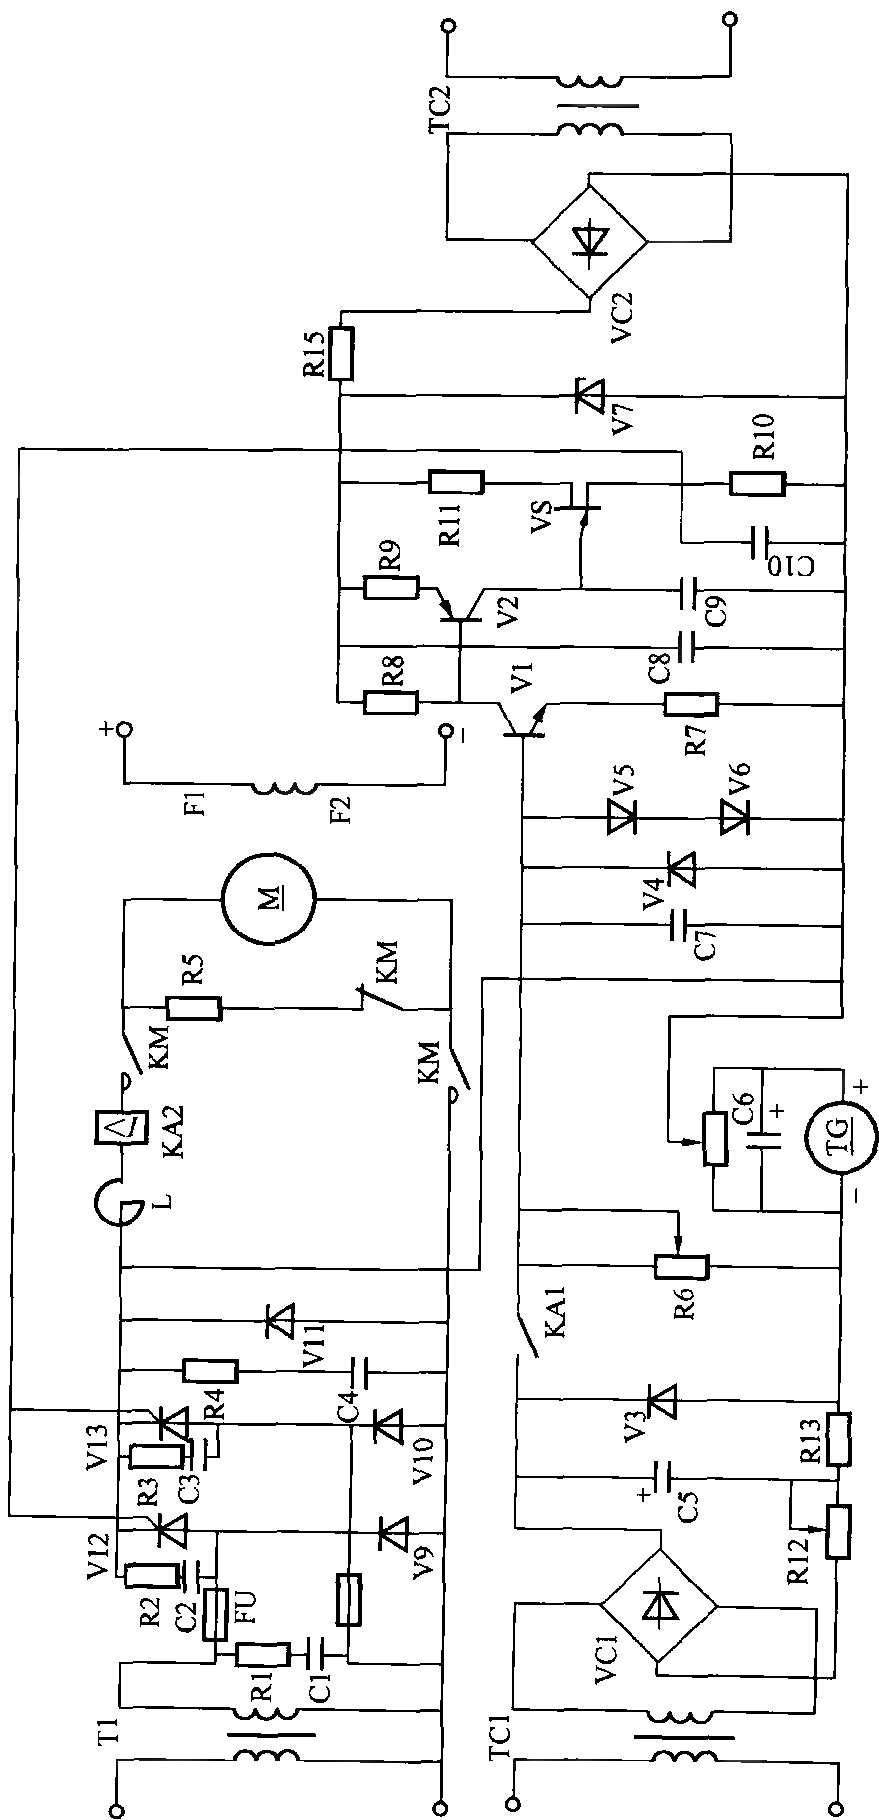 T1
R1
C1
FU
R2
C2
V12
V9
R3
C3
V13
V10
R4
C4
V11
L
KA2
KM
KM
R5
KM
M
F1
F2
+
−
TC1
VC1
R12
R13
+
C5
V3
KA1
R6
−
TG
+
C6
+
C7
V4
V5
V6
V1
R7
R8
C8
R9
V2
C9
C10
R11
VS
R10
V7
R15
VC2
TC2